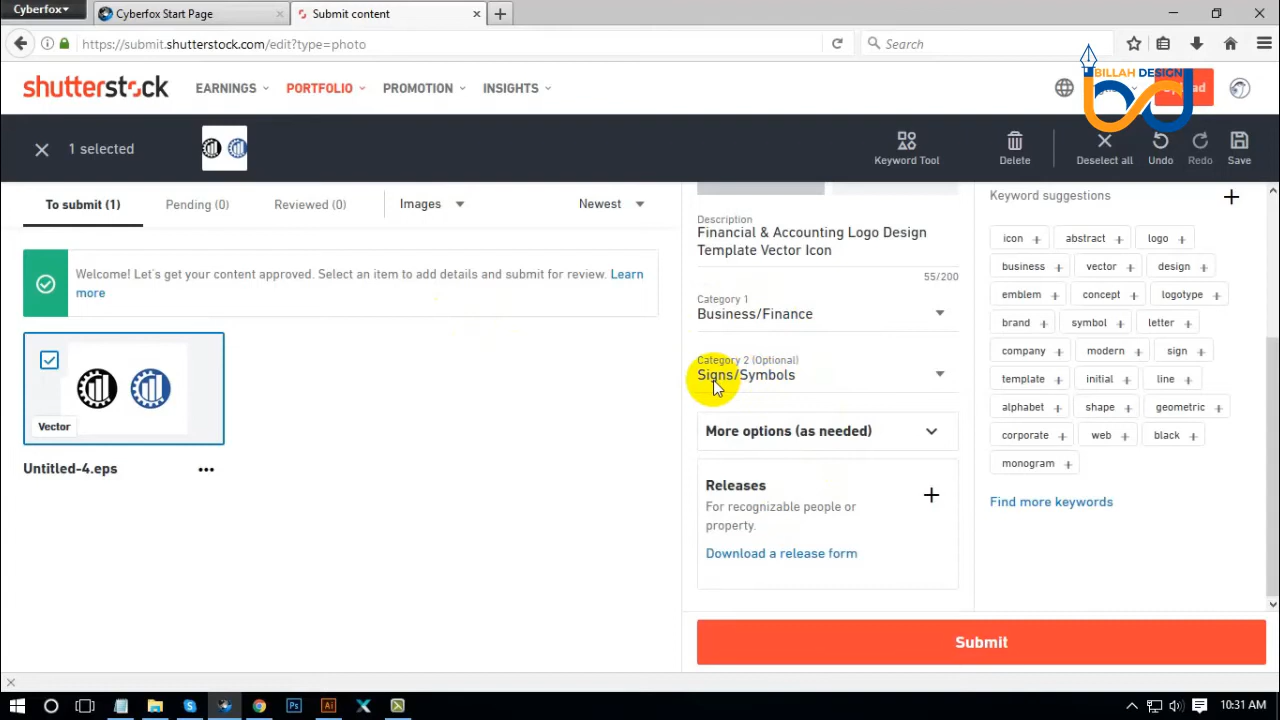 Cyberfox
Cyberfox Start Page
Submit content
https://submit.shutterstock.com/edit?type=photo
Search
BILLAH DESIGN
shutterstock
EARNINGS
PORTFOLIO
PROMOTION
INSIGHTS
1 selected
Keyword Tool
Delete
Deselect all
Undo
Redo
Save
To submit (1)
Pending (0)
Reviewed (0)
Images
Newest
Welcome! Let's get your content approved. Select an item to add details and submit for review. Learn
more
Vector
Untitled-4.eps
Description
Financial & Accounting Logo Design
Template Vector Icon
55/200
Category 1
Business/Finance
Category 2 (Optional)
Signs/Symbols
More options (as needed)
Releases
For recognizable people or
property.
Download a release form
Keyword suggestions
icon + abstract + logo +
business + vector + design +
emblem + concept + logotype +
brand + symbol + letter +
company + modern + sign +
template + initial + line +
alphabet + shape + geometric +
corporate + web + black +
monogram +
Find more keywords
Submit
10:31 AM